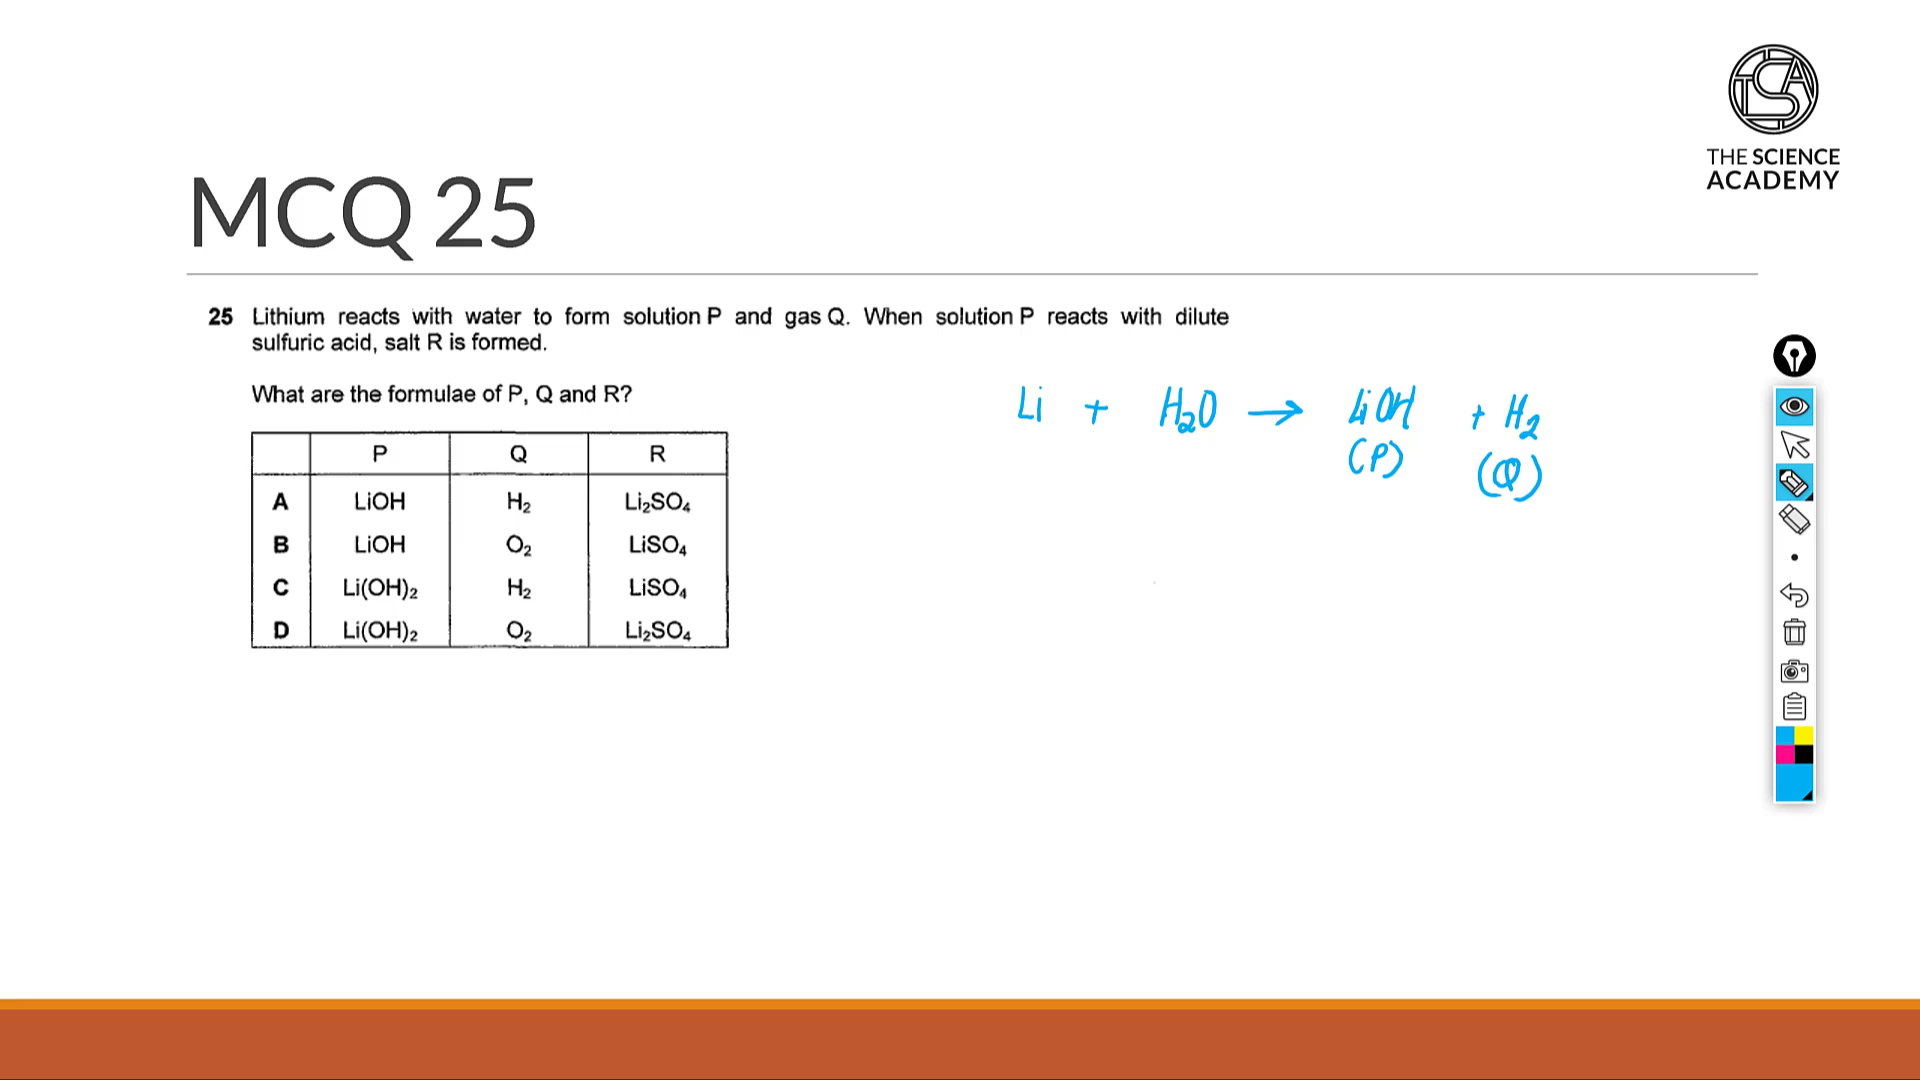 THE SCIENCE
ACADEMY
MCQ 25
25 Lithium reacts with water to form solution P and gas Q. When solution P reacts with dilute
sulfuric acid, salt R is formed.
What are the formulae of P, Q and R?
Li + H₂O → LiOH + H₂
(P) (Q)
P Q R
A LiOH H₂ Li₂SO₄
B LiOH O₂ LiSO₄
C Li(OH)₂ H₂ LiSO₄
D Li(OH)₂ O₂ Li₂SO₄